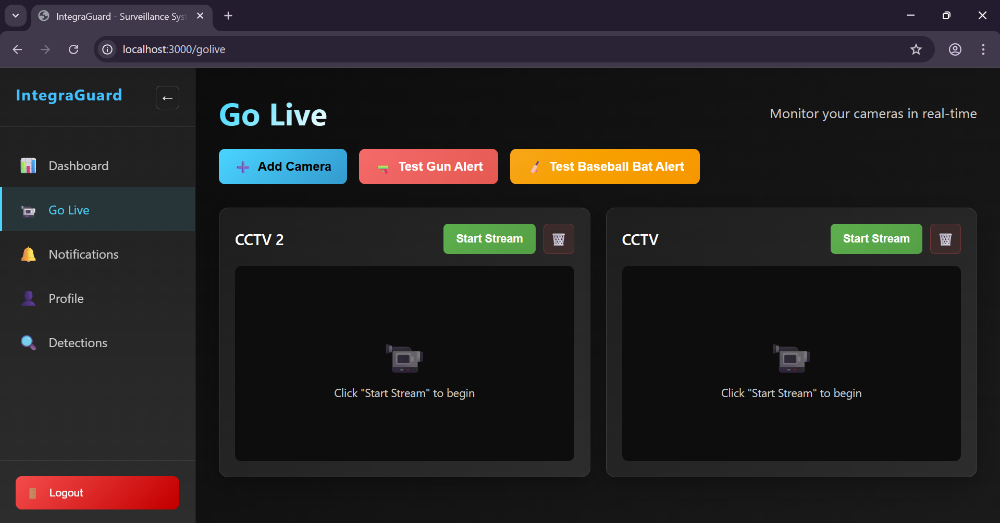 IntegraGuard - Surveillance Sys
localhost:3000/golive
IntegraGuard
←
Dashboard
Go Live
Notifications
Profile
Detections
Logout
Go Live
Monitor your cameras in real-time
Add Camera
Test Gun Alert
Test Baseball Bat Alert
CCTV 2
Start Stream
Click "Start Stream" to begin
CCTV
Start Stream
Click "Start Stream" to begin